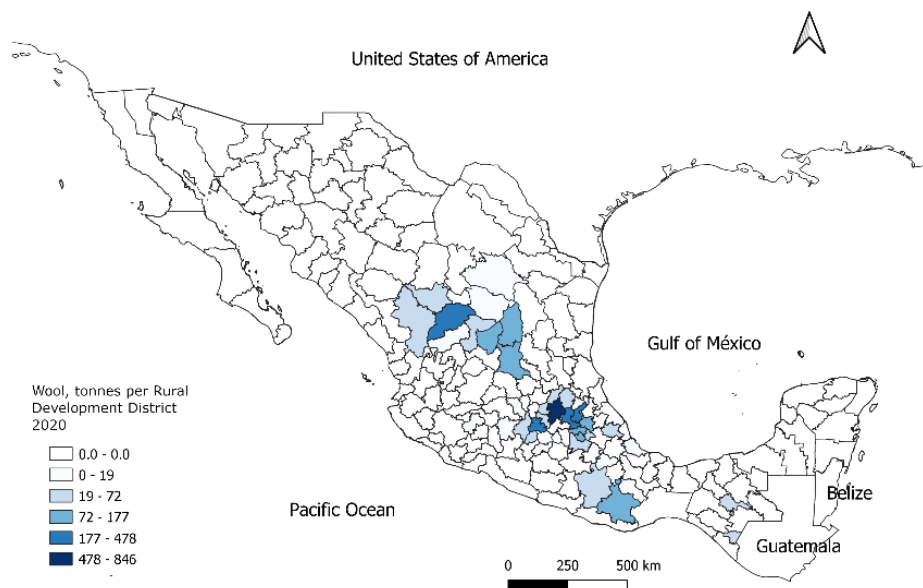 United States of America
Gulf of México
Wool, tonnes per Rural
Development District
2020
0.0 - 0.0
0 - 19
19 - 72
72 - 177
177 - 478
478 - 846
Pacific Ocean
Belize
Guatemala
0 250 500 km